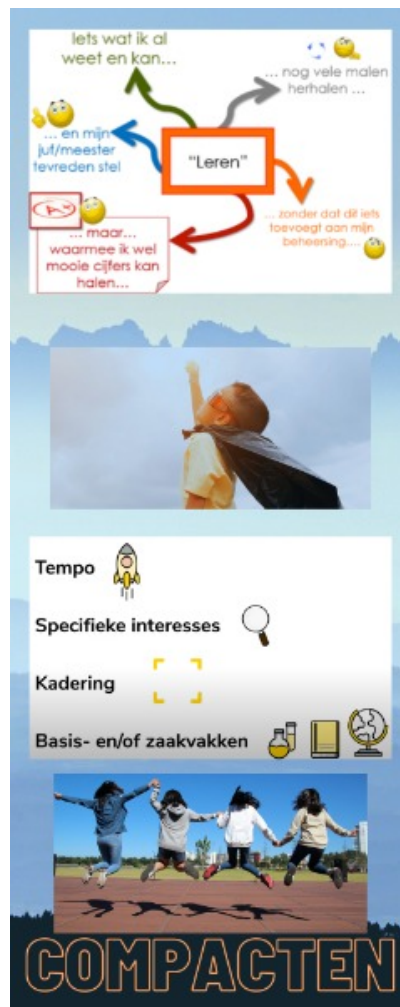 Iets wat ik al
weet en kan...
... nog vele malen
herhalen ...
... en mijn
juf/meester
tevreden stel
"Leren"
... zonder dat dit iets
toevoegt aan mijn
beheersing....
A+
... maar...
waarmee ik wel
mooie cijfers kan
halen...
Tempo
Specifieke interesses
Kadering
Basis- en/of zaakvakken
COMPACTEN